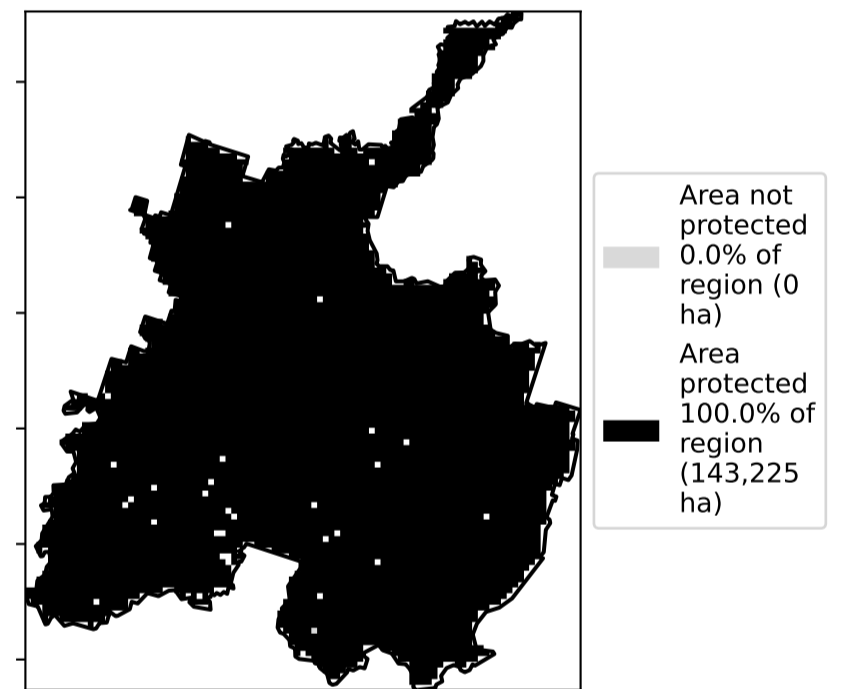 Area not
protected
0.0% of
region (0
ha)
Area
protected
100.0% of
region
(143,225
ha)